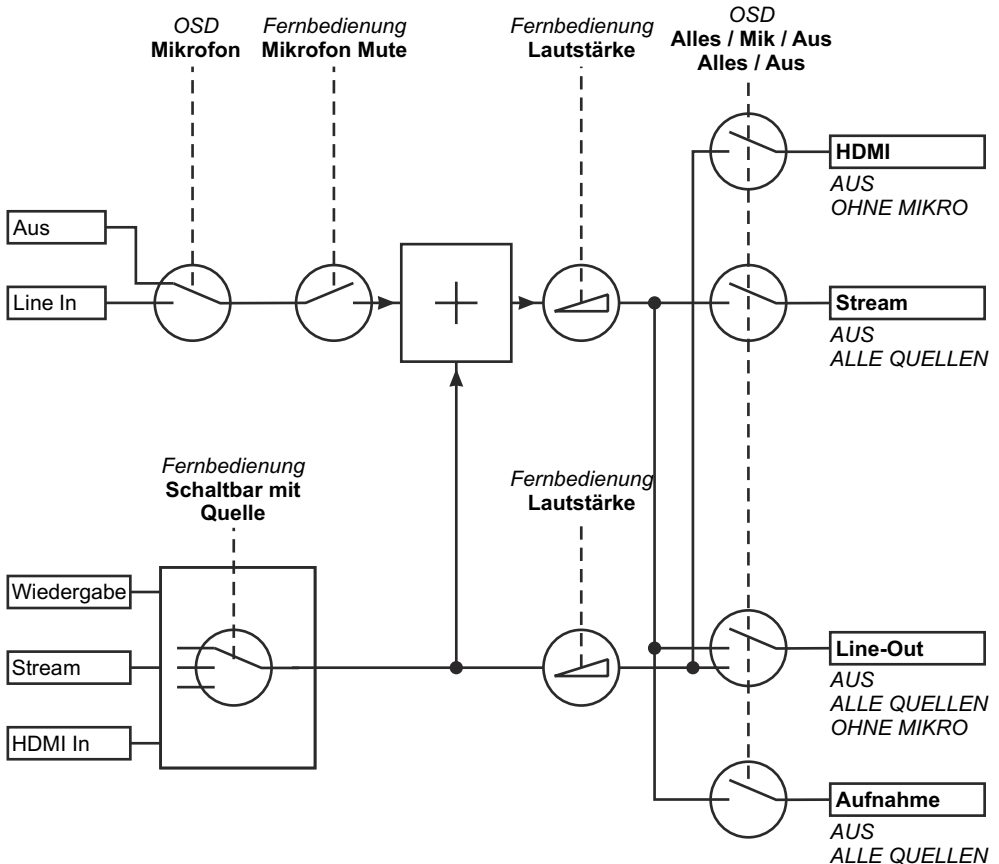 OSD
Mikrofon
Fernbedienung
Mikrofon Mute
Fernbedienung
Lautstärke
OSD
Alles / Mik / Aus
Alles / Aus
HDMI
AUS
OHNE MIKRO
Aus
Line In
Stream
AUS
ALLE QUELLEN
Fernbedienung
Schaltbar mit
Quelle
Fernbedienung
Lautstärke
Wiedergabe
Stream
HDMI In
Line-Out
AUS
ALLE QUELLEN
OHNE MIKRO
Aufnahme
AUS
ALLE QUELLEN